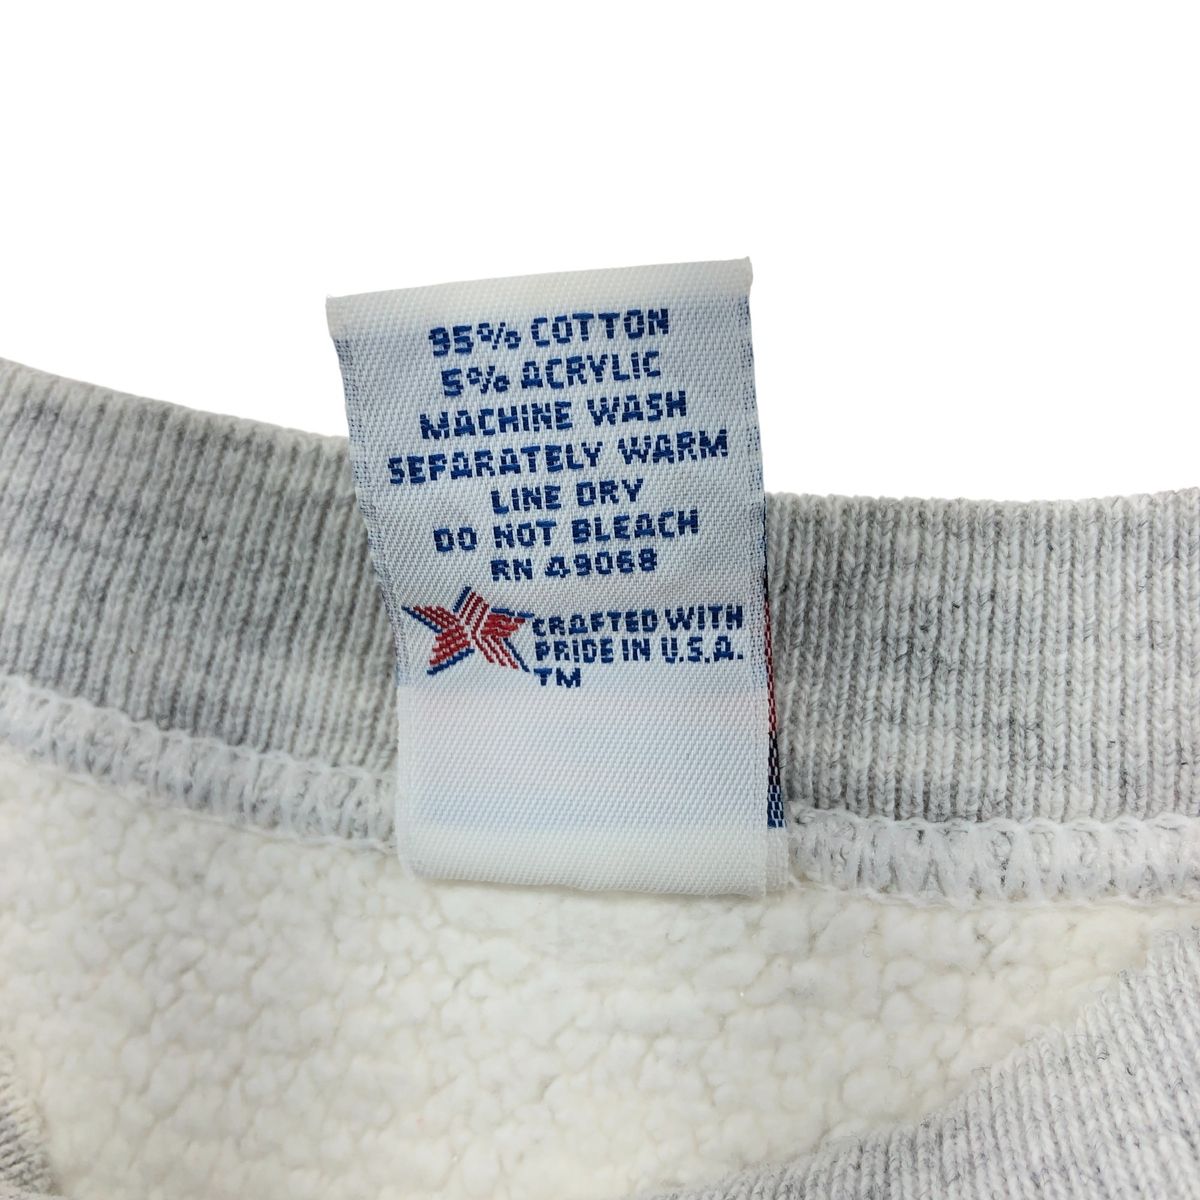 95% COTTON
5% ACRYLIC
MACHINE WASH
SEPARATELY WARM
LINE DRY
DO NOT BLEACH
RN 49068
CRAFTED WITH
PRIDE IN U.S.A.
TM